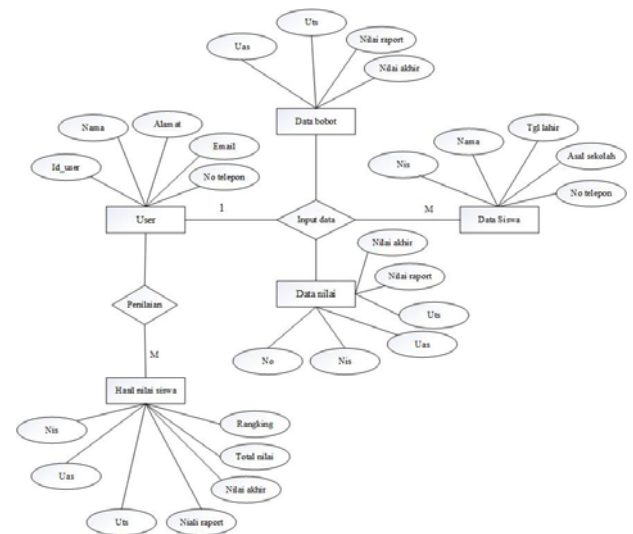 Uts
Uas
Nilai raport
Nilai akhir
Data bobot
Nama
Alamat
Email
Id_user
No telepon
User
1
Input data
M
Tgl lahir
Nama
Asal sekolah
Nis
No telepon
Data Siswa
Nilai akhir
Nilai raport
Data nilai
Uts
Uas
No
Nis
Penilaian
M
Hasil nilai siswa
Nis
Rangking
Total nilai
Uas
Nilai akhir
Uts
Niali raport